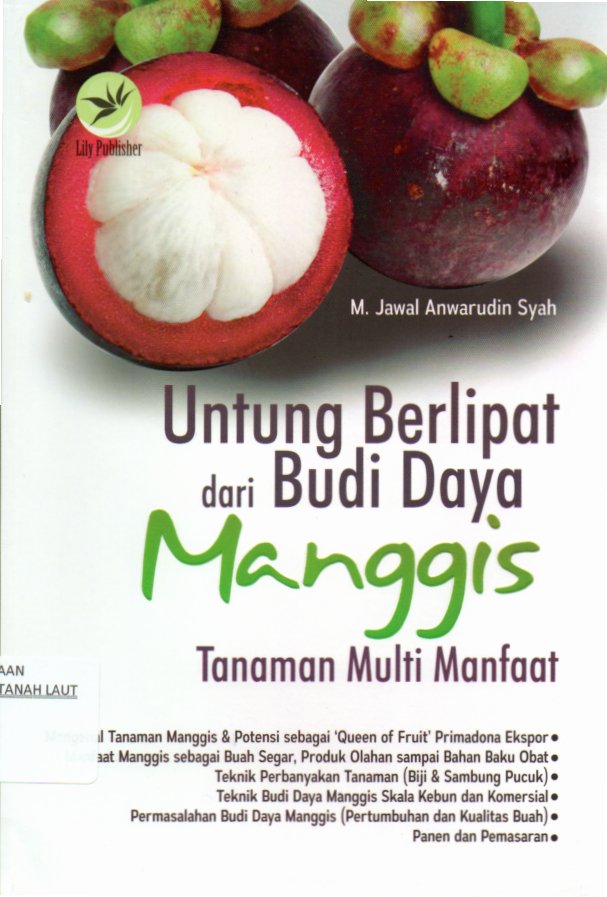 Lily Publisher
M. Jawal Anwarudin Syah
Untung Berlipat
dari Budi Daya
Manggis
Tanaman Multi Manfaat
AAN
TANAH LAUT
Tanaman Manggis & Potensi sebagai 'Queen of Fruit' Primadona Ekspor •
Manggis sebagai Buah Segar, Produk Olahan sampai Bahan Baku Obat •
Teknik Perbanyakan Tanaman (Biji & Sambung Pucuk) •
Teknik Budi Daya Manggis Skala Kebun dan Komersial •
Permasalahan Budi Daya Manggis (Pertumbuhan dan Kualitas Buah) •
Panen dan Pemasaran •